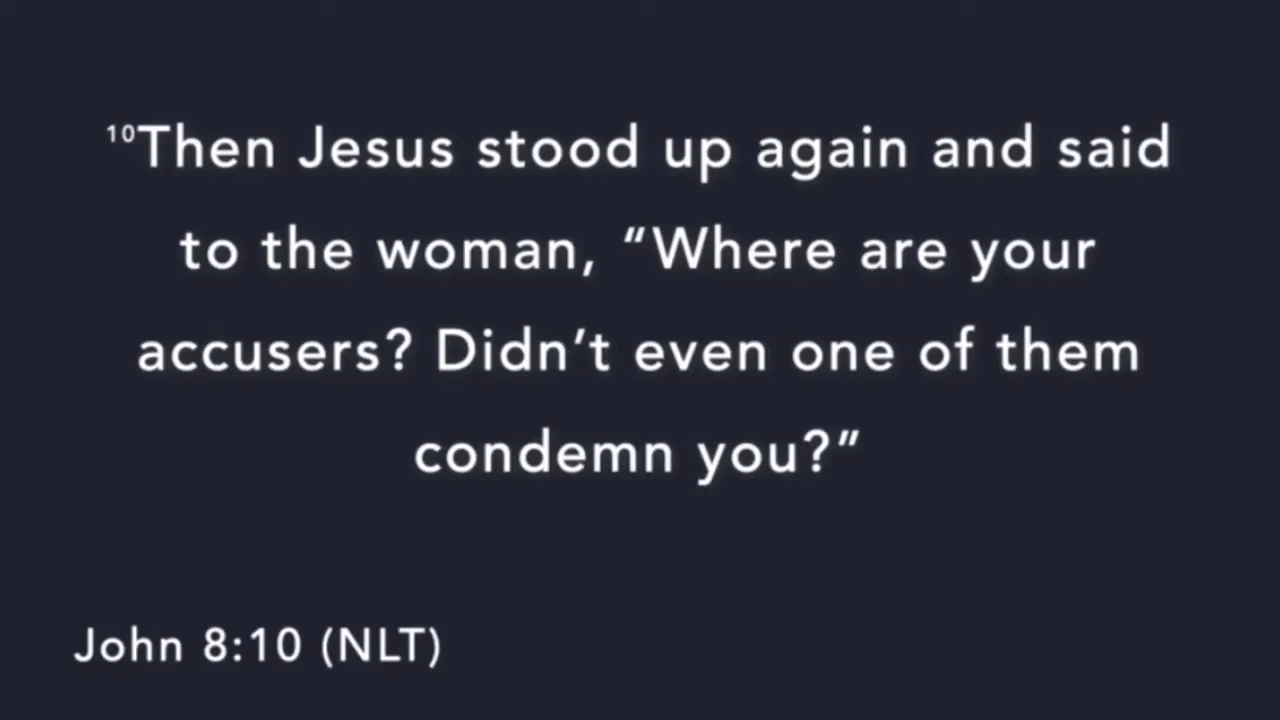 ¹⁰Then Jesus stood up again and said
to the woman, “Where are your
accusers? Didn’t even one of them
condemn you?”
John 8:10 (NLT)